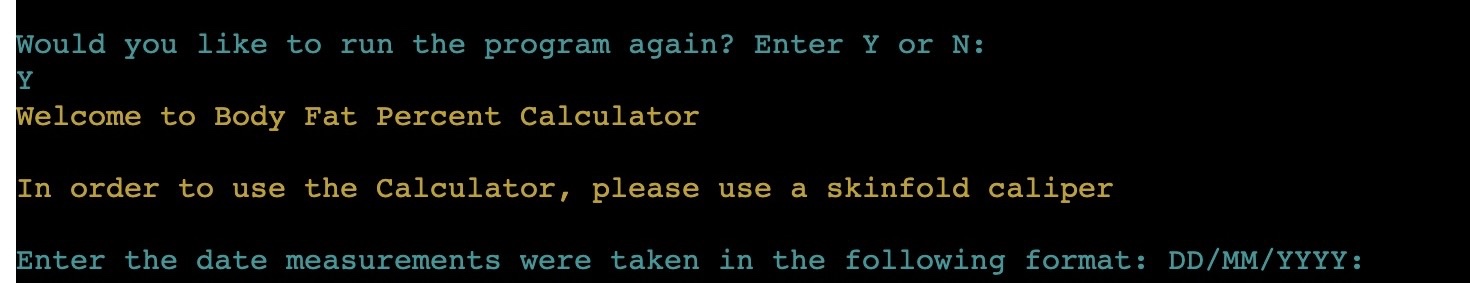 Would you like to run the program again? Enter Y or N:
Y
Welcome to Body Fat Percent Calculator
In order to use the Calculator, please use a skinfold caliper
Enter the date measurements were taken in the following format: DD/MM/YYYY: